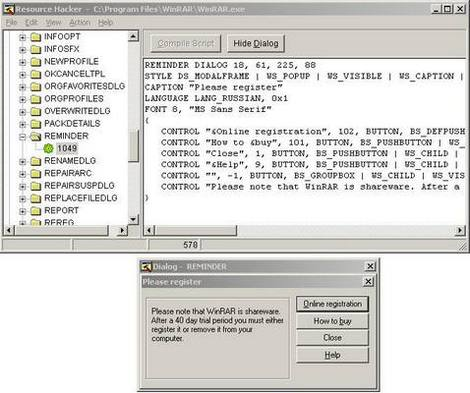 Resource Hacker - C:\Program Files\WinRAR\WinRAR.exe
File Edit View Action Help
INFOOPT
INFOSFX
NEWPROFILE
OKCANCELTPL
ORGFAVORITESDLG
ORGPROFILES
OVERWRITEDLG
PACKDETAILS
REMINDER
1049
RENAMEDLG
REPAIRARC
REPAIRSUSPDLG
REPLACEFILEDLG
REPORT
REREG
Compile Script Hide Dialog
REMINDER DIALOG 18, 61, 225, 88
STYLE DS_MODALFRAME | WS_POPUP | WS_VISIBLE | WS_CAPTION |
CAPTION "Please register"
LANGUAGE LANG_RUSSIAN, 0x1
FONT 8, "MS Sans Serif"
{
CONTROL "&Online registration", 102, BUTTON, BS_DEFPUSH
CONTROL "How to &buy", 101, BUTTON, BS_PUSHBUTTON | WS_
CONTROL "Close", 1, BUTTON, BS_PUSHBUTTON | WS_CHILD |
CONTROL "&Help", 9, BUTTON, BS_PUSHBUTTON | WS_CHILD |
CONTROL "", -1, BUTTON, BS_GROUPBOX | WS_CHILD | WS_VIS
CONTROL "Please note that WinRAR is shareware. After a
}
578
Dialog - REMINDER
Please register
Please note that WinRAR is shareware.
After a 40 day trial period you must either
register it or remove it from your
computer.
Online registration
How to buy
Close
Help